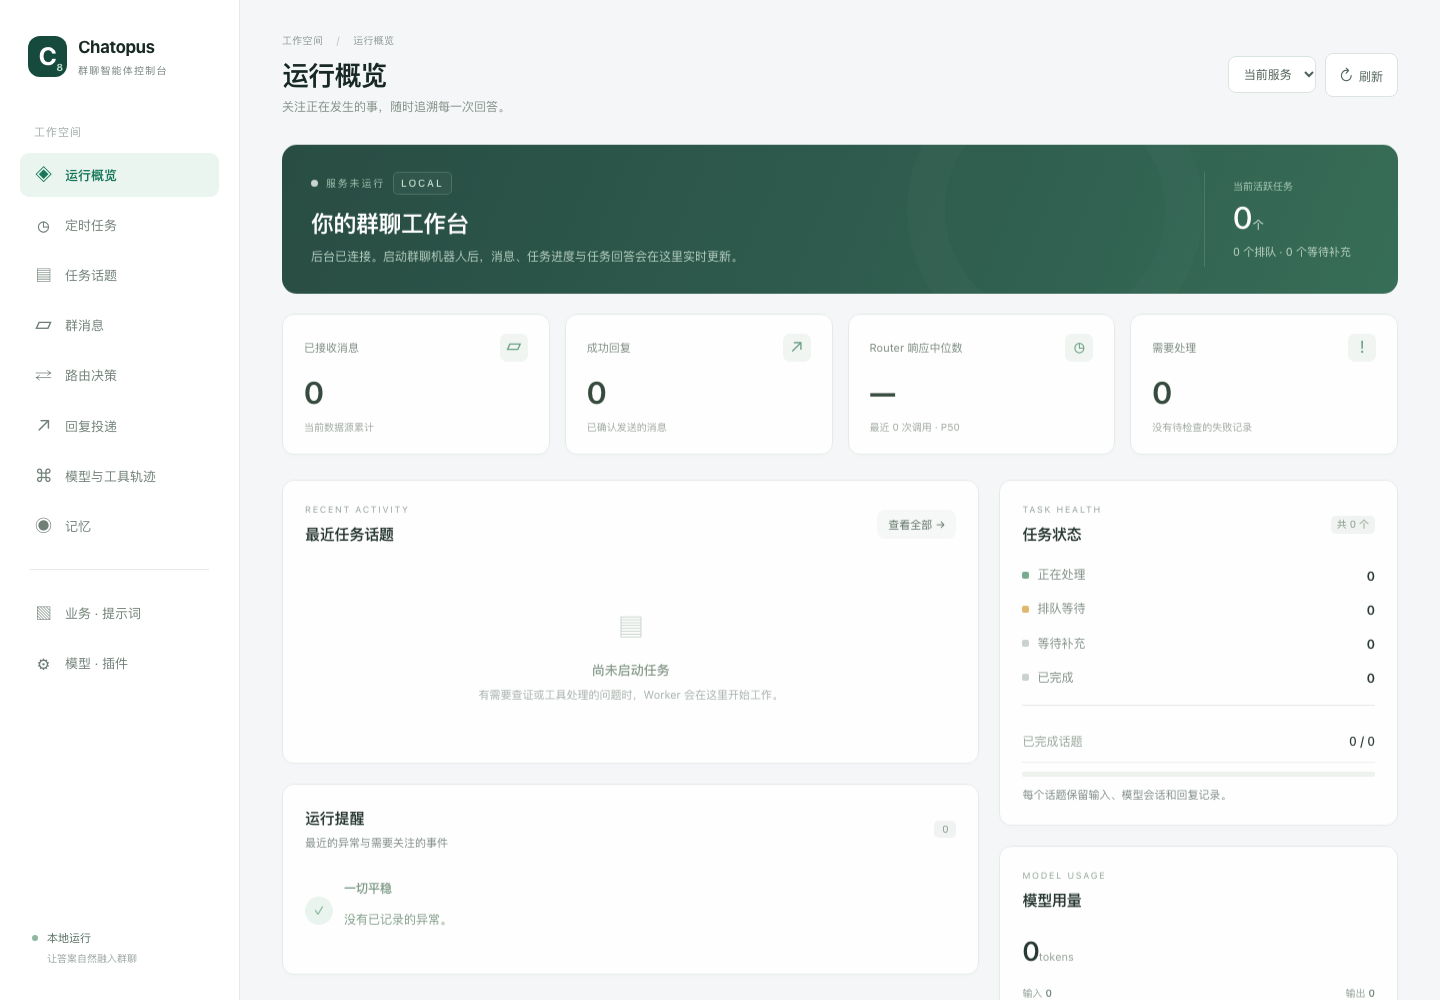 C8
Chatopus
群聊智能体控制台
工作空间
运行概览
定时任务
任务话题
群消息
路由决策
回复投递
模型与工具轨迹
记忆
业务 · 提示词
模型 · 插件
本地运行
让答案自然融入群聊
工作空间 / 运行概览
运行概览
关注正在发生的事，随时追溯每一次回答。
当前服务
刷新
服务未运行 LOCAL
你的群聊工作台
后台已连接。启动群聊机器人后，消息、任务进度与任务回答会在这里实时更新。
当前活跃任务
0个
0 个排队 · 0 个等待补充
已接收消息
0
当前数据源累计
成功回复
0
已确认发送的消息
Router 响应中位数
—
最近 0 次调用 · P50
需要处理
!
0
没有待检查的失败记录
RECENT ACTIVITY
最近任务话题
查看全部 →
尚未启动任务
有需要查证或工具处理的问题时，Worker 会在这里开始工作。
运行提醒
最近的异常与需要关注的事件
0
一切平稳
没有已记录的异常。
TASK HEALTH
任务状态
共 0 个
正在处理 0
排队等待 0
等待补充 0
已完成 0
已完成话题 0 / 0
每个话题保留输入、模型会话和回复记录。
MODEL USAGE
模型用量
0tokens
输入 0 输出 0